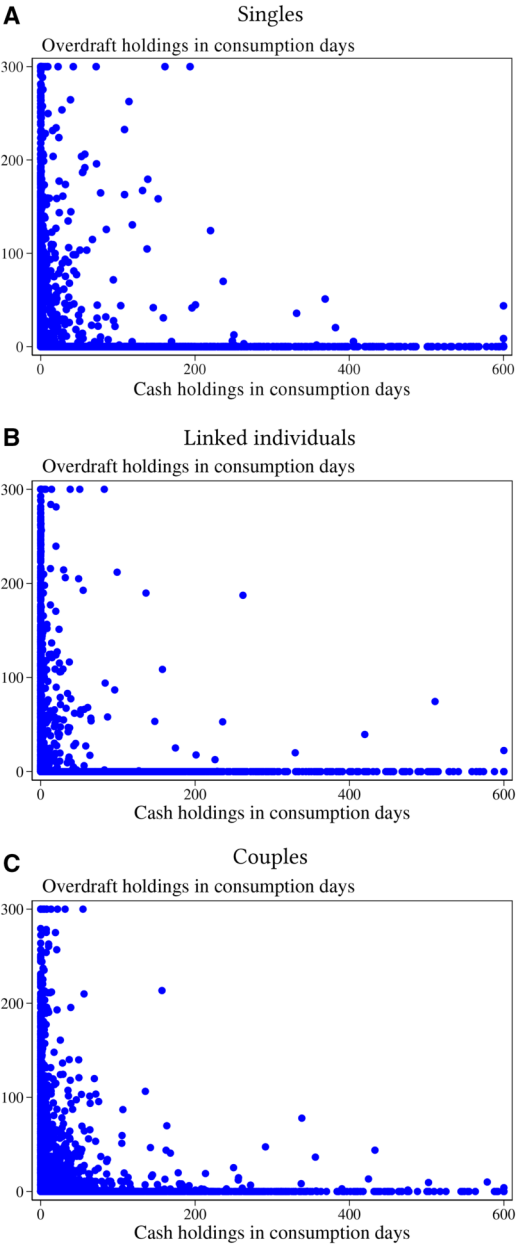 A
Singles
Overdraft holdings in consumption days
300
200
100
0
0 200 400 600
Cash holdings in consumption days
B
Linked individuals
Overdraft holdings in consumption days
300
200
100
0
0 200 400 600
Cash holdings in consumption days
C
Couples
Overdraft holdings in consumption days
300
200
100
0
0 200 400 600
Cash holdings in consumption days